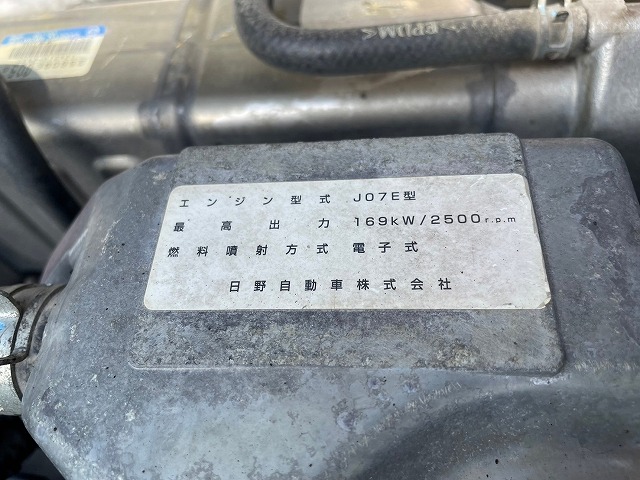 >EPDM<
エンジン型式 J07E型
最高出力 169kW/2500r.p.m
燃料噴射方式 電子式
日野自動車株式会社